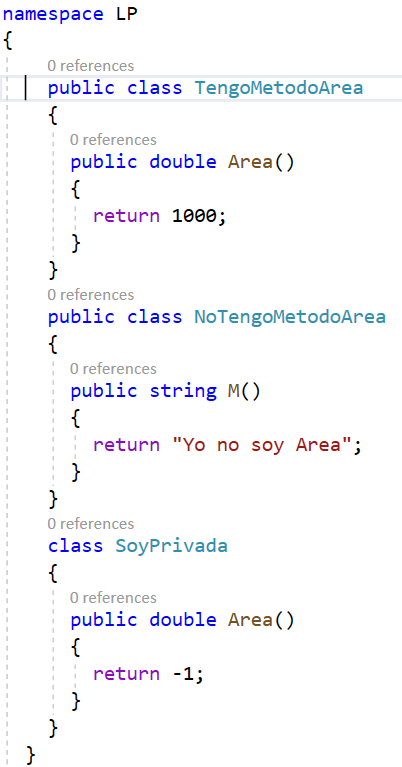 namespace LP
{
0 references
public class TengoMetodoArea
{
0 references
public double Area()
{
return 1000;
}
}
0 references
public class NoTengoMetodoArea
{
0 references
public string M()
{
return "Yo no soy Area";
}
}
0 references
class SoyPrivada
{
0 references
public double Area()
{
return -1;
}
}
}